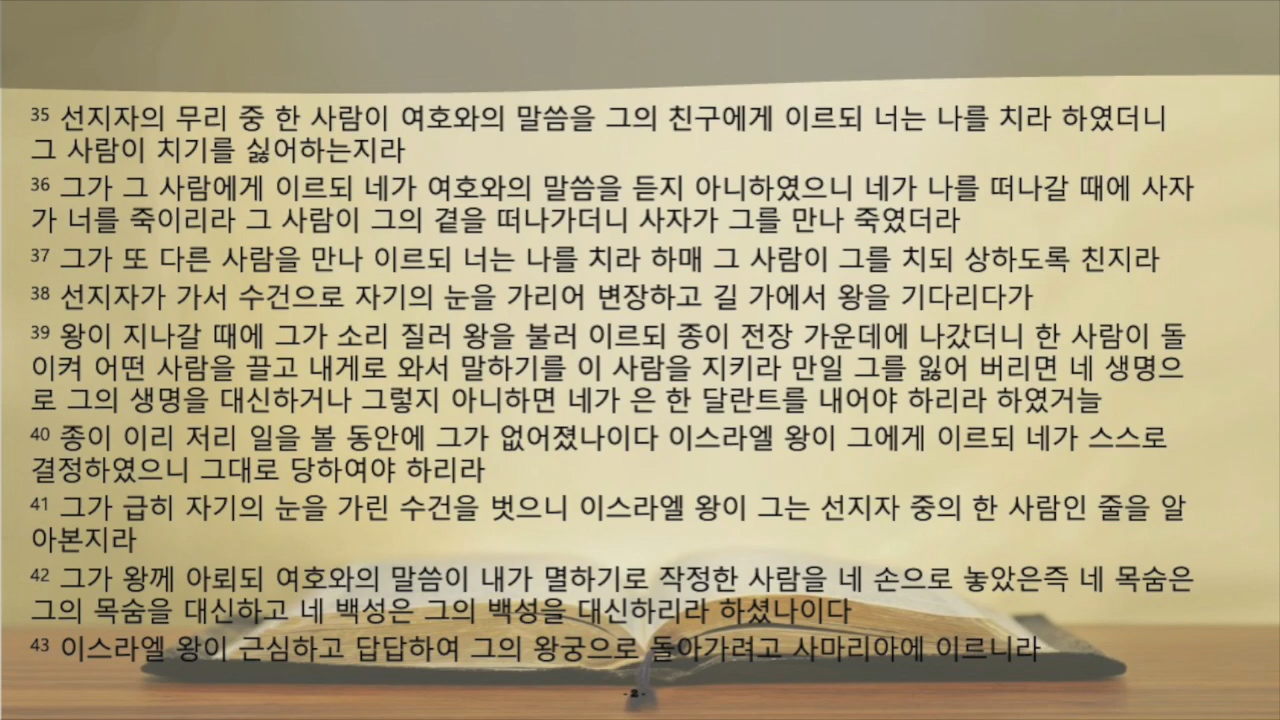 35 선지자의 무리 중 한 사람이 여호와의 말씀을 그의 친구에게 이르되 너는 나를 치라 하였더니
그 사람이 치기를 싫어하는지라
36 그가 그 사람에게 이르되 네가 여호와의 말씀을 듣지 아니하였으니 네가 나를 떠나갈 때에 사자
가 너를 죽이리라 그 사람이 그의 곁을 떠나가더니 사자가 그를 만나 죽였더라
37 그가 또 다른 사람을 만나 이르되 너는 나를 치라 하매 그 사람이 그를 치되 상하도록 친지라
38 선지자가 가서 수건으로 자기의 눈을 가리어 변장하고 길 가에서 왕을 기다리다가
39 왕이 지나갈 때에 그가 소리 질러 왕을 불러 이르되 종이 전장 가운데에 나갔더니 한 사람이 돌
이켜 어떤 사람을 끌고 내게로 와서 말하기를 이 사람을 지키라 만일 그를 잃어 버리면 네 생명으
로 그의 생명을 대신하거나 그렇지 아니하면 네가 은 한 달란트를 내어야 하리라 하였거늘
40 종이 이리 저리 일을 볼 동안에 그가 없어졌나이다 이스라엘 왕이 그에게 이르되 네가 스스로
결정하였으니 그대로 당하여야 하리라
41 그가 급히 자기의 눈을 가린 수건을 벗으니 이스라엘 왕이 그는 선지자 중의 한 사람인 줄을 알
아본지라
42 그가 왕께 아뢰되 여호와의 말씀이 내가 멸하기로 작정한 사람을 네 손으로 놓았은즉 네 목숨은
그의 목숨을 대신하고 네 백성은 그의 백성을 대신하리라 하셨나이다
43 이스라엘 왕이 근심하고 답답하여 그의 왕궁으로 돌아가려고 사마리아에 이르니라
- 2 -